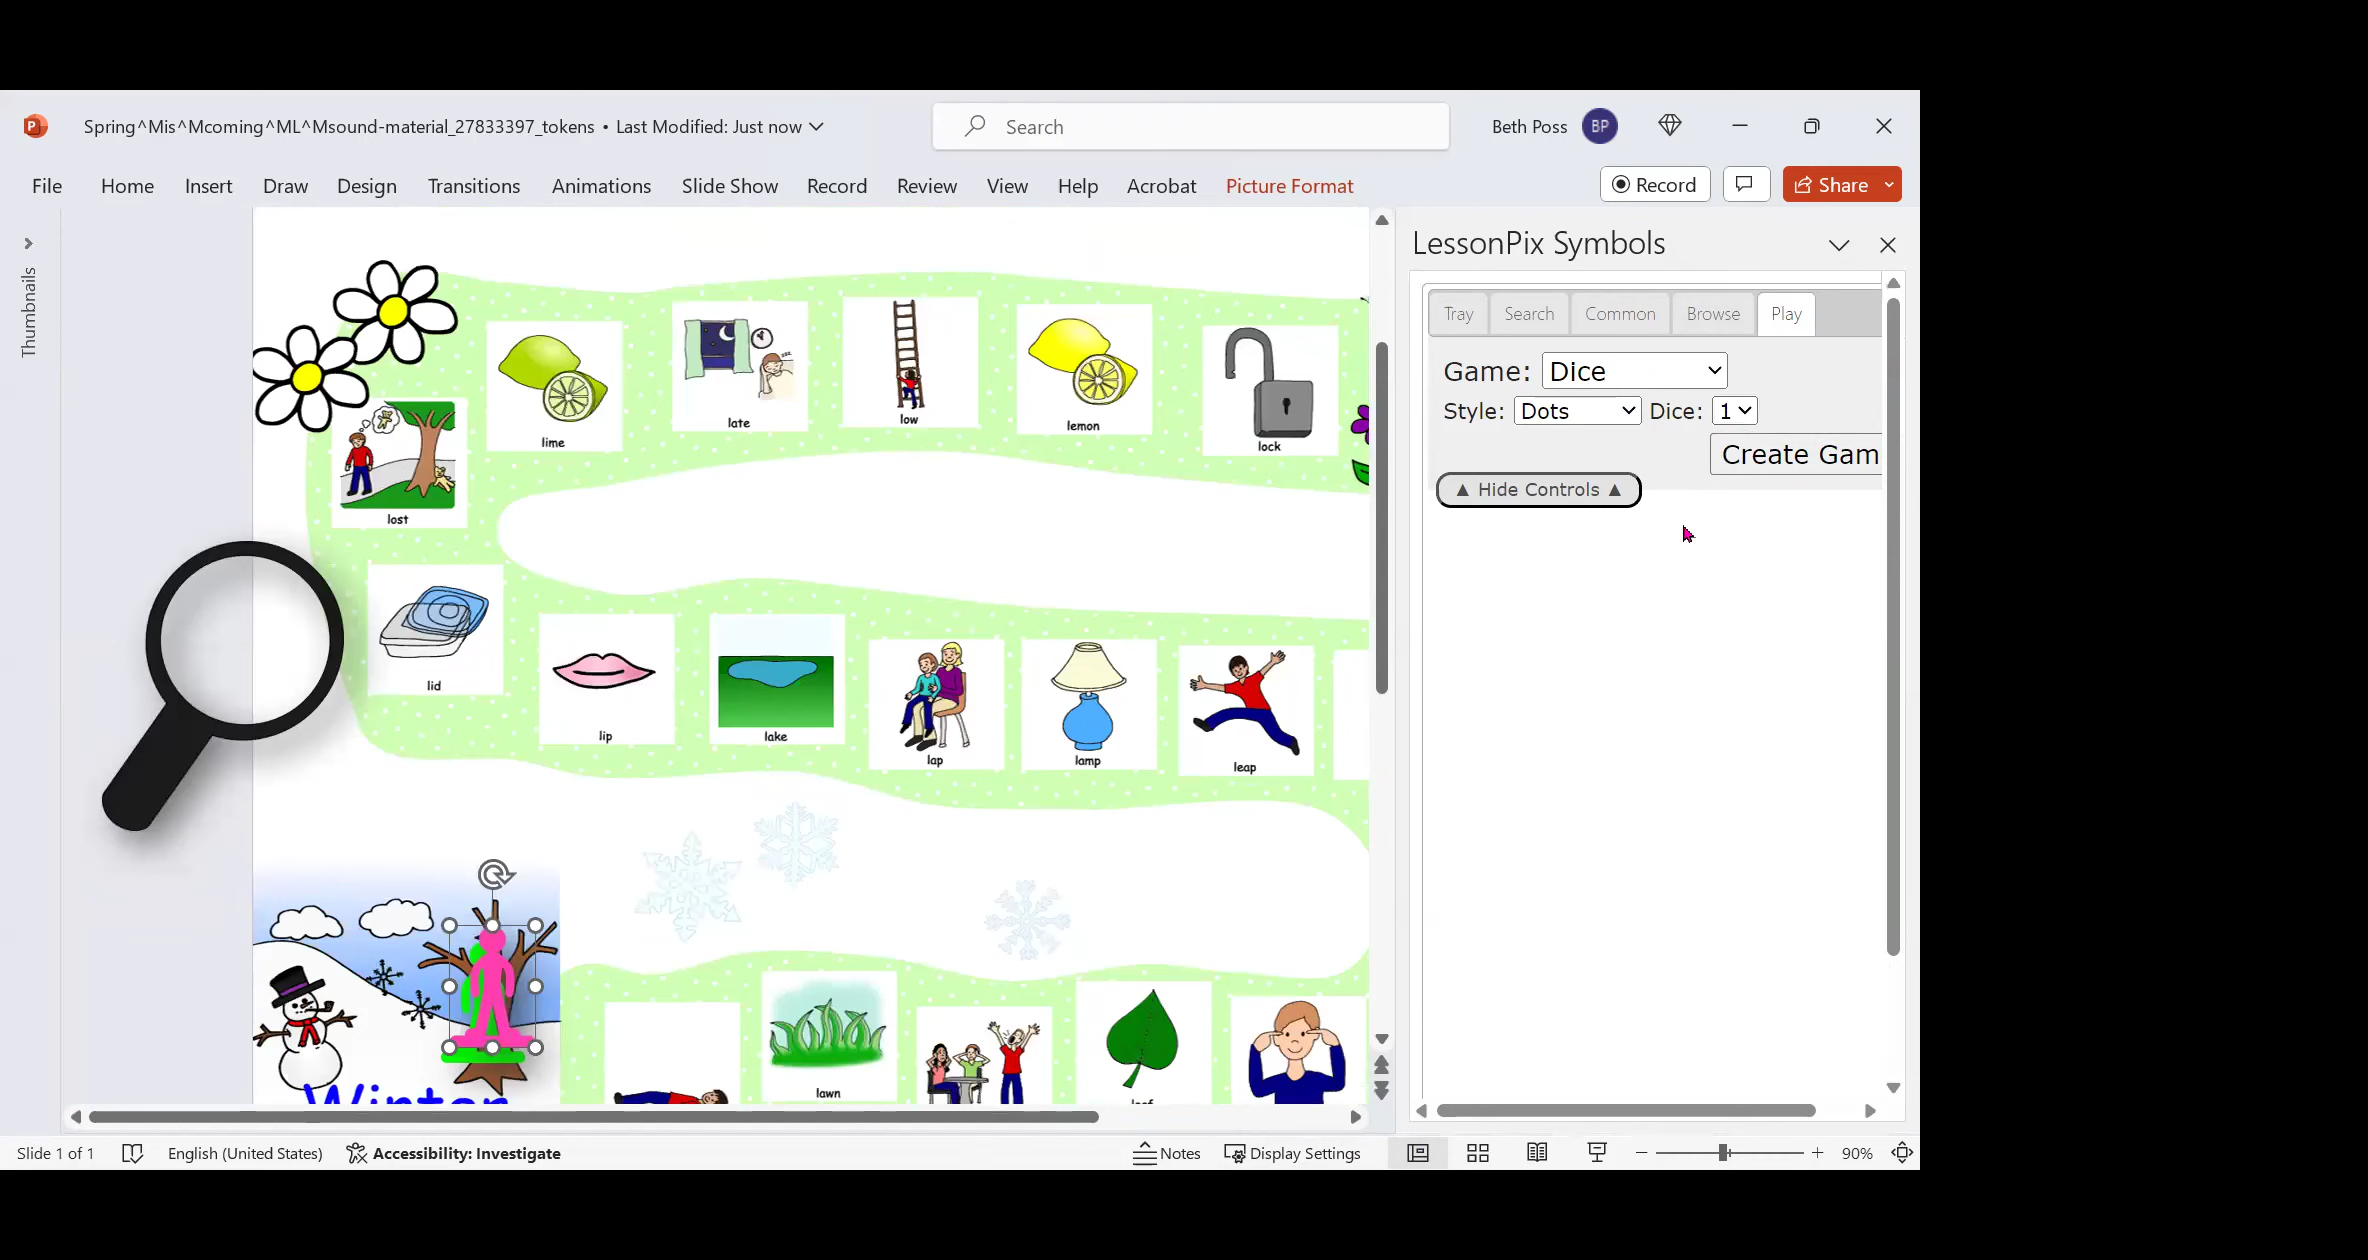 P Spring^Mis^Mcoming^ML^Msound-material_27833397_tokens • Last Modified: Just now
Search
Beth Poss BP
File Home Insert Draw Design Transitions Animations Slide Show Record Review View Help Acrobat Picture Format
Record Share
Thumbnails
lime
late
low
lemon
lock
lost
lid
lip
lake
lap
lamp
leap
Winter
lawn
LessonPix Symbols
Tray Search Common Browse Play
Game: Dice
Style: Dots Dice: 1
Create Gam
▲ Hide Controls ▲
Slide 1 of 1 English (United States) Accessibility: Investigate Notes Display Settings 90%